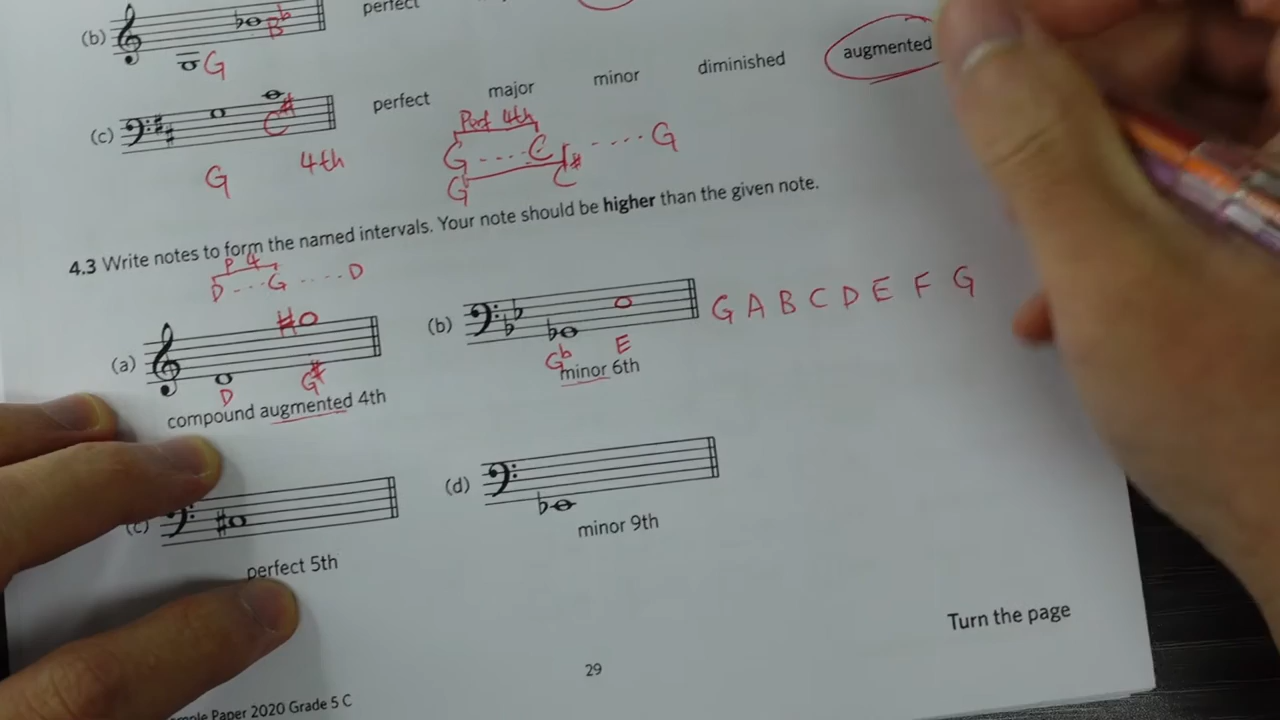 perfect
(b)
B♭
G
(c) perfect major minor diminished augmented
C#
Perf 4th
G 4th
G ---- C ---- G
G C#
4.3 Write notes to form the named intervals. Your note should be higher than the given note.
P 4
D --- G ---- D
(a)
D G#
compound augmented 4th
(b) G A B C D E F G
G♭ E
minor 6th
(c)
perfect 5th
(d)
minor 9th
Turn the page
29
Paper 2020 Grade 5 C